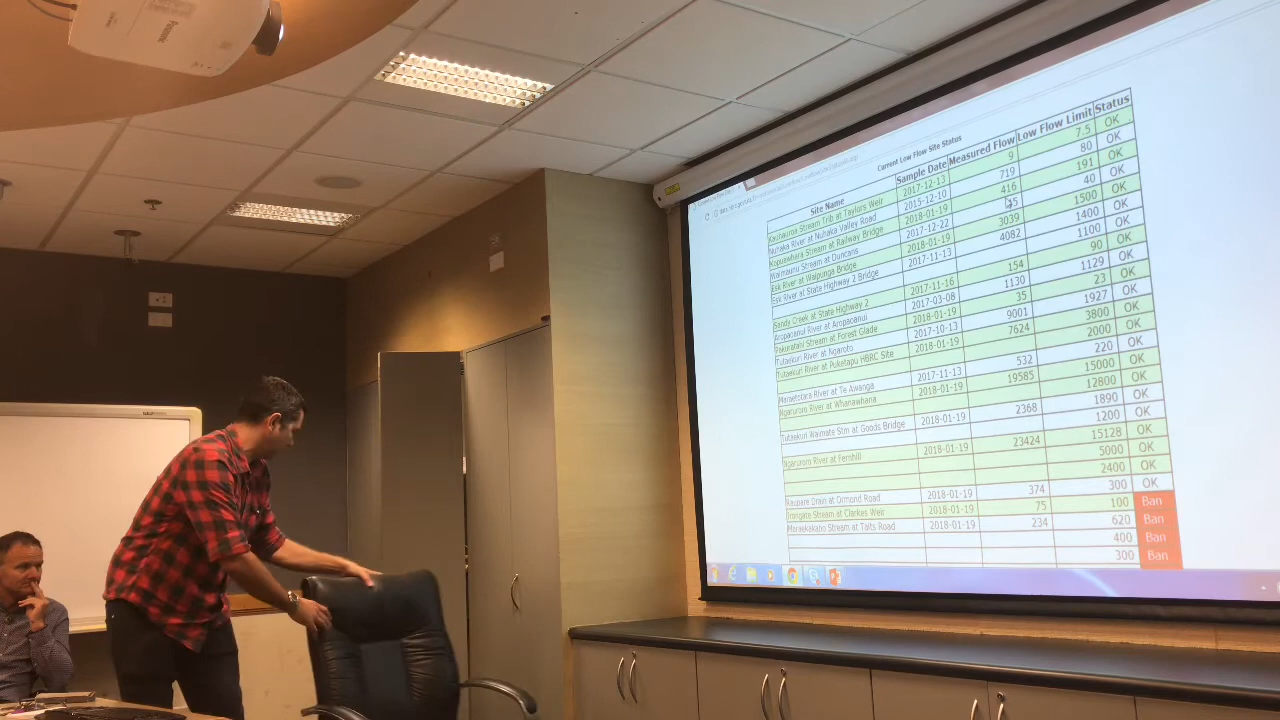 Panasonic
Current Low Flow Site Status
Site Name Sample Date Measured Flow Low Flow Limit Status
Kauhauroa Stream Trib at Taylors Weir 2017-12-13 9 7.5 OK
Nuhaka River at Nuhaka Valley Road 2015-12-10 719 80 OK
Kopuawhara Stream at Railway Bridge 2018-01-19 416 191 OK
Waimaunu Stream at Duncans 2017-12-22 40 OK
Esk River at Waipunga Bridge 2018-01-19 3039 1500 OK
Esk River at State Highway 2 Bridge 2017-11-13 4082 1400 OK
1100 OK
Sandy Creek at State Highway 2 2017-11-16 154 90 OK
Aropaoanui River at Aropaoanui 2017-03-08 1130 1129 OK
Pakuratahi Stream at Forest Glade 2018-01-19 35 23 OK
Tutaekuri River at Ngaroto 2017-10-13 9001 1927 OK
Tutaekuri River at Puketapu HBRC Site 7624 3800 OK
2000 OK
Maraetotara River at Te Awanga 2017-11-13 532 220 OK
Ngaruroro River at Whanawhana 2018-01-19 19585 15000 OK
12800 OK
Tutaekuri Waimate Stm at Goods Bridge 2018-01-19 2368 1890 OK
1200 OK
Ngaruroro River at Fernhill 2018-01-19 23424 15128 OK
5000 OK
2400 OK
Raupare Drain at Ormond Road 2018-01-19 374 300 OK
Irongate Stream at Clarkes Weir 2018-01-19 75 100 Ban
Maraekakaho Stream at Taits Road 2018-01-19 234 620 Ban
400 Ban
300 Ban